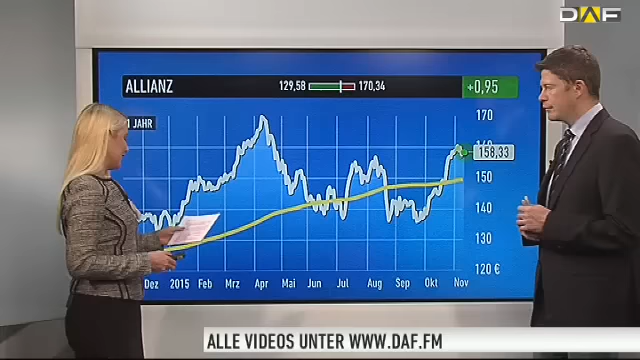 DAF
ALLIANZ 129,58 170,34 +0,95
1 JAHR
170
160
158,33
150
140
130
120 €
Dez 2015 Feb Mrz Apr Mai Jun Jul Aug Sep Okt Nov
ALLE VIDEOS UNTER WWW.DAF.FM